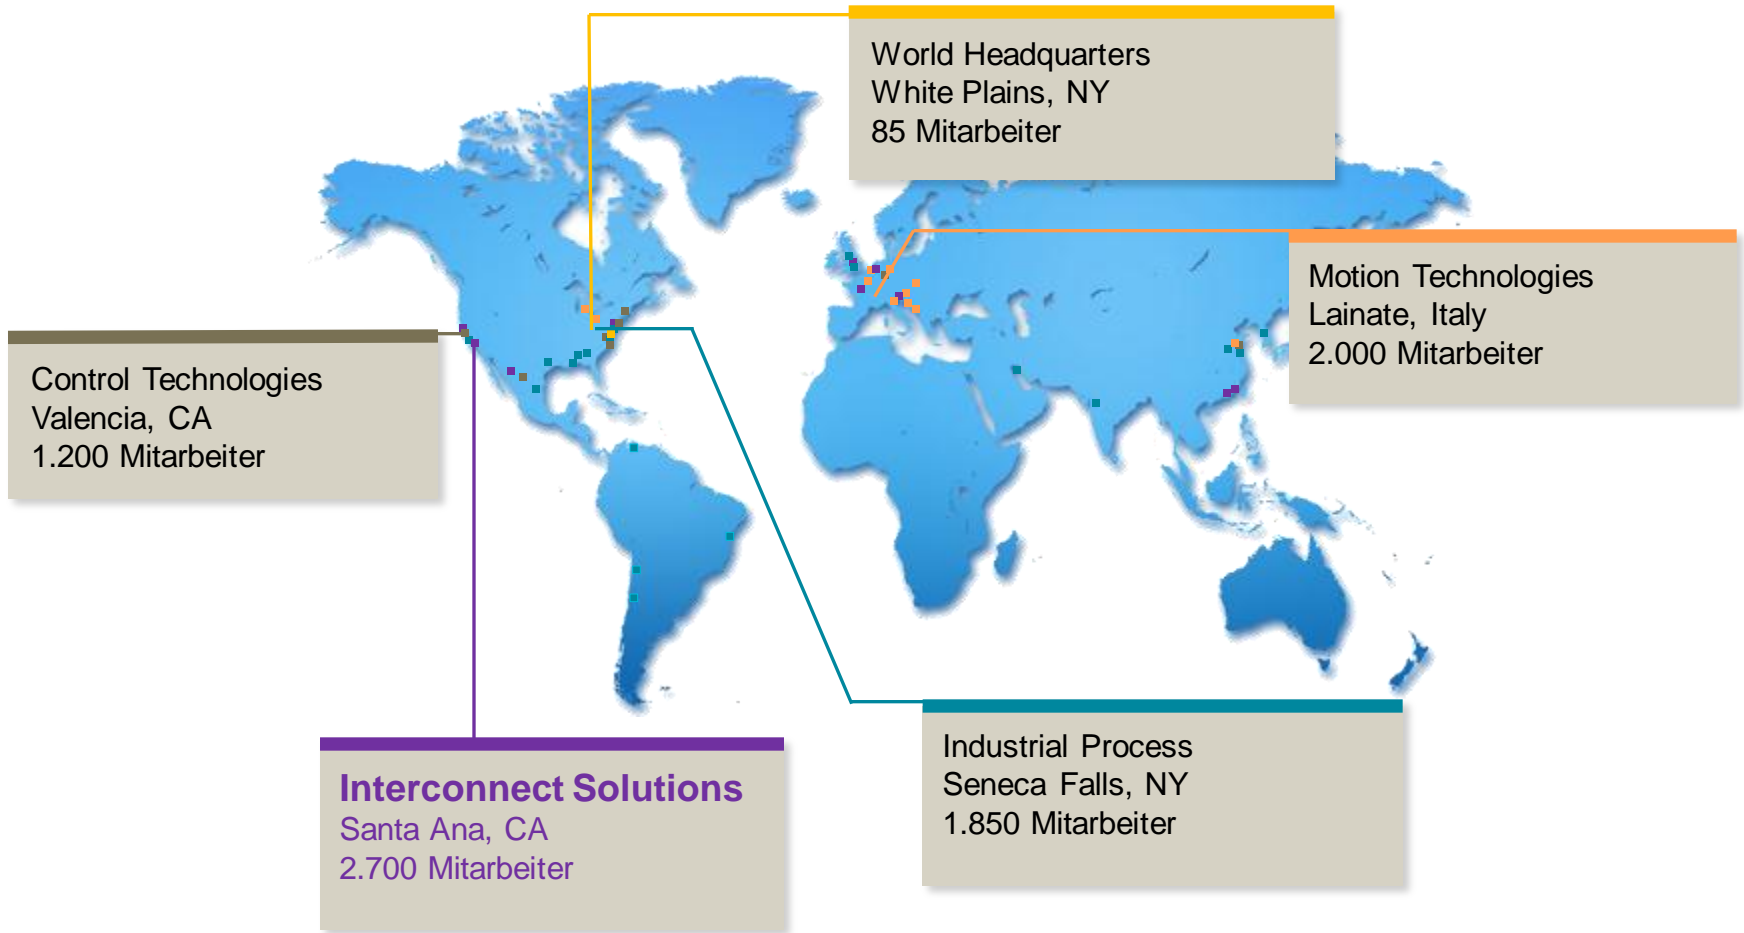 World Headquarters
White Plains, NY
85 Mitarbeiter
Motion Technologies
Lainate, Italy
2.000 Mitarbeiter
Control Technologies
Valencia, CA
1.200 Mitarbeiter
Interconnect Solutions
Santa Ana, CA
2.700 Mitarbeiter
Industrial Process
Seneca Falls, NY
1.850 Mitarbeiter